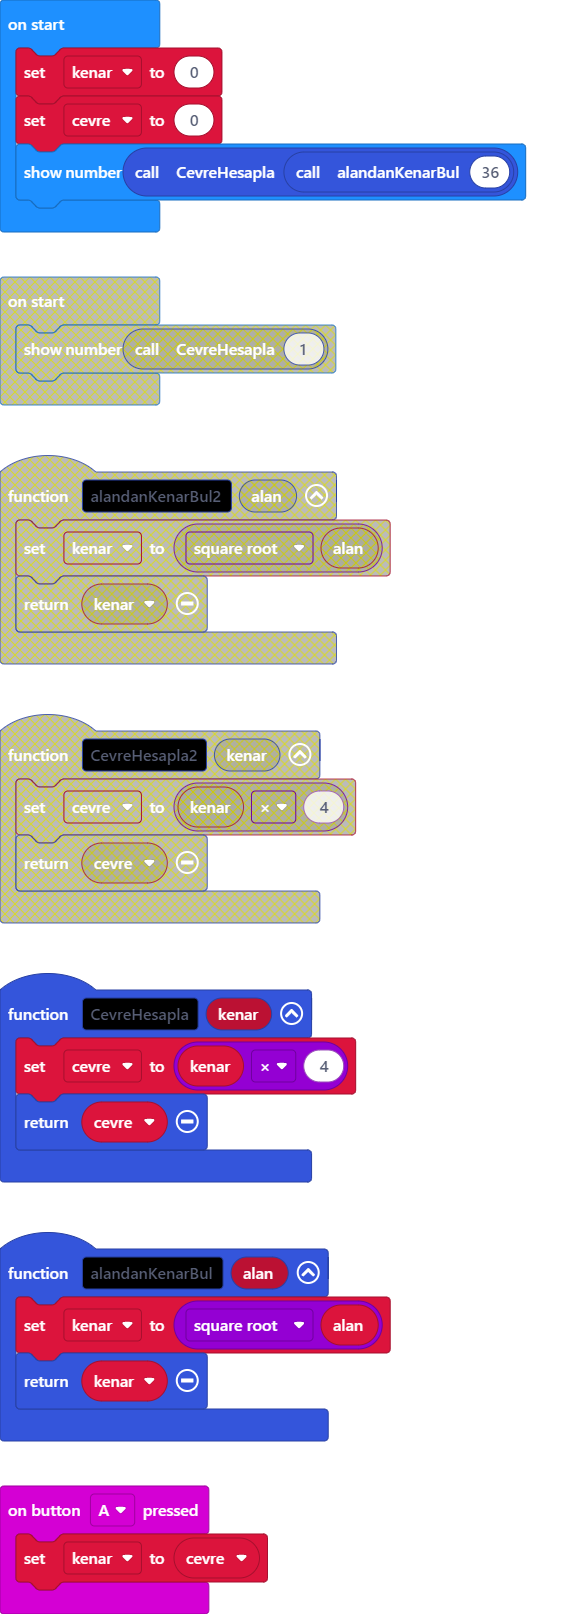 on start
set kenar to 0
set cevre to 0
show number call CevreHesapla call alandanKenarBul 36
on start
show number call CevreHesapla 1
function alandanKenarBul2 alan
set kenar to square root alan
return kenar
function CevreHesapla2 kenar
set cevre to kenar × 4
return cevre
function CevreHesapla kenar
set cevre to kenar × 4
return cevre
function alandanKenarBul alan
set kenar to square root alan
return kenar
on button A pressed
set kenar to cevre